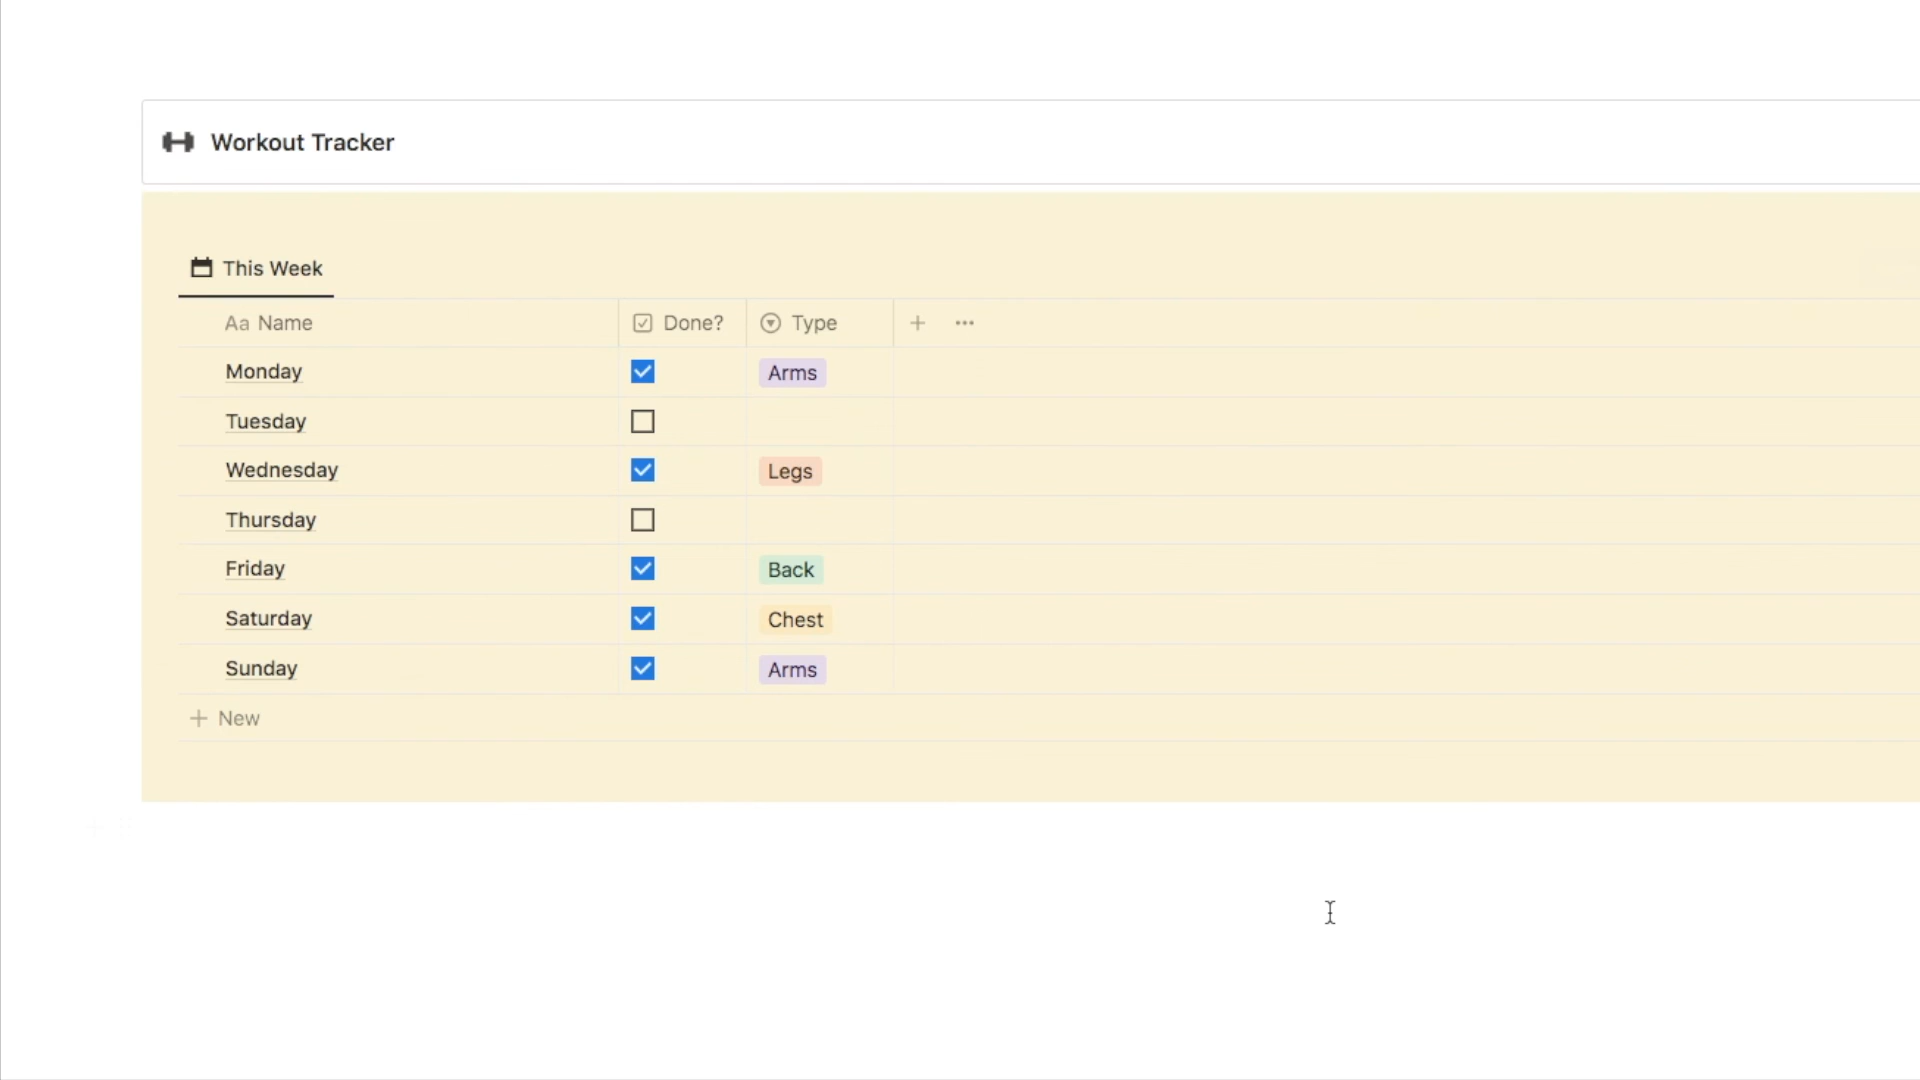 Workout Tracker
This Week
Aa Name Done? Type
Monday Arms
Tuesday
Wednesday Legs
Thursday
Friday Back
Saturday Chest
Sunday Arms
New